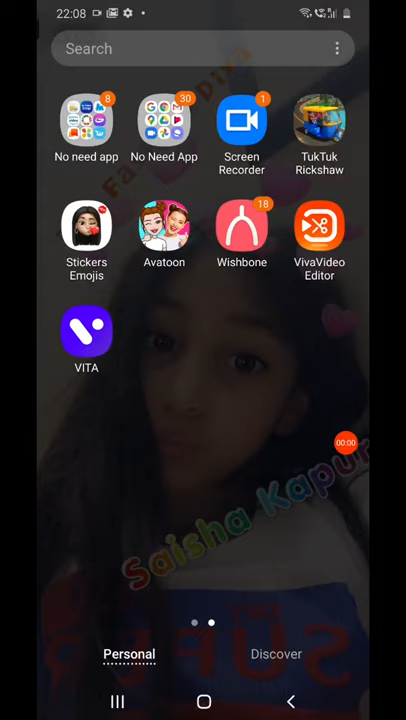 22:08
Search
8
30
1
No need app
No Need App
Screen
Recorder
TukTuk
Rickshaw
18
Stickers
Emojis
Avatoon
Wishbone
VivaVideo
Editor
VITA
00:00
Saisha Kapur
Personal
Discover